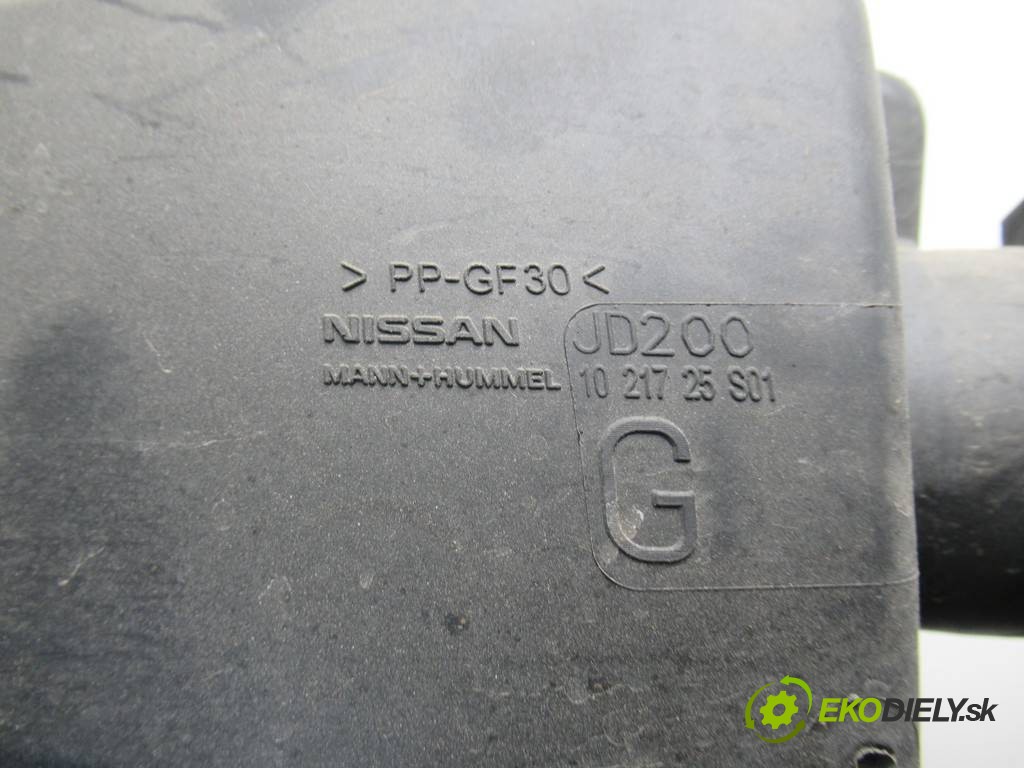 > PP-GF30 <
NISSAN JD200
MANN+HUMMEL 10 217 25 S01
G
EKODIELY.sk